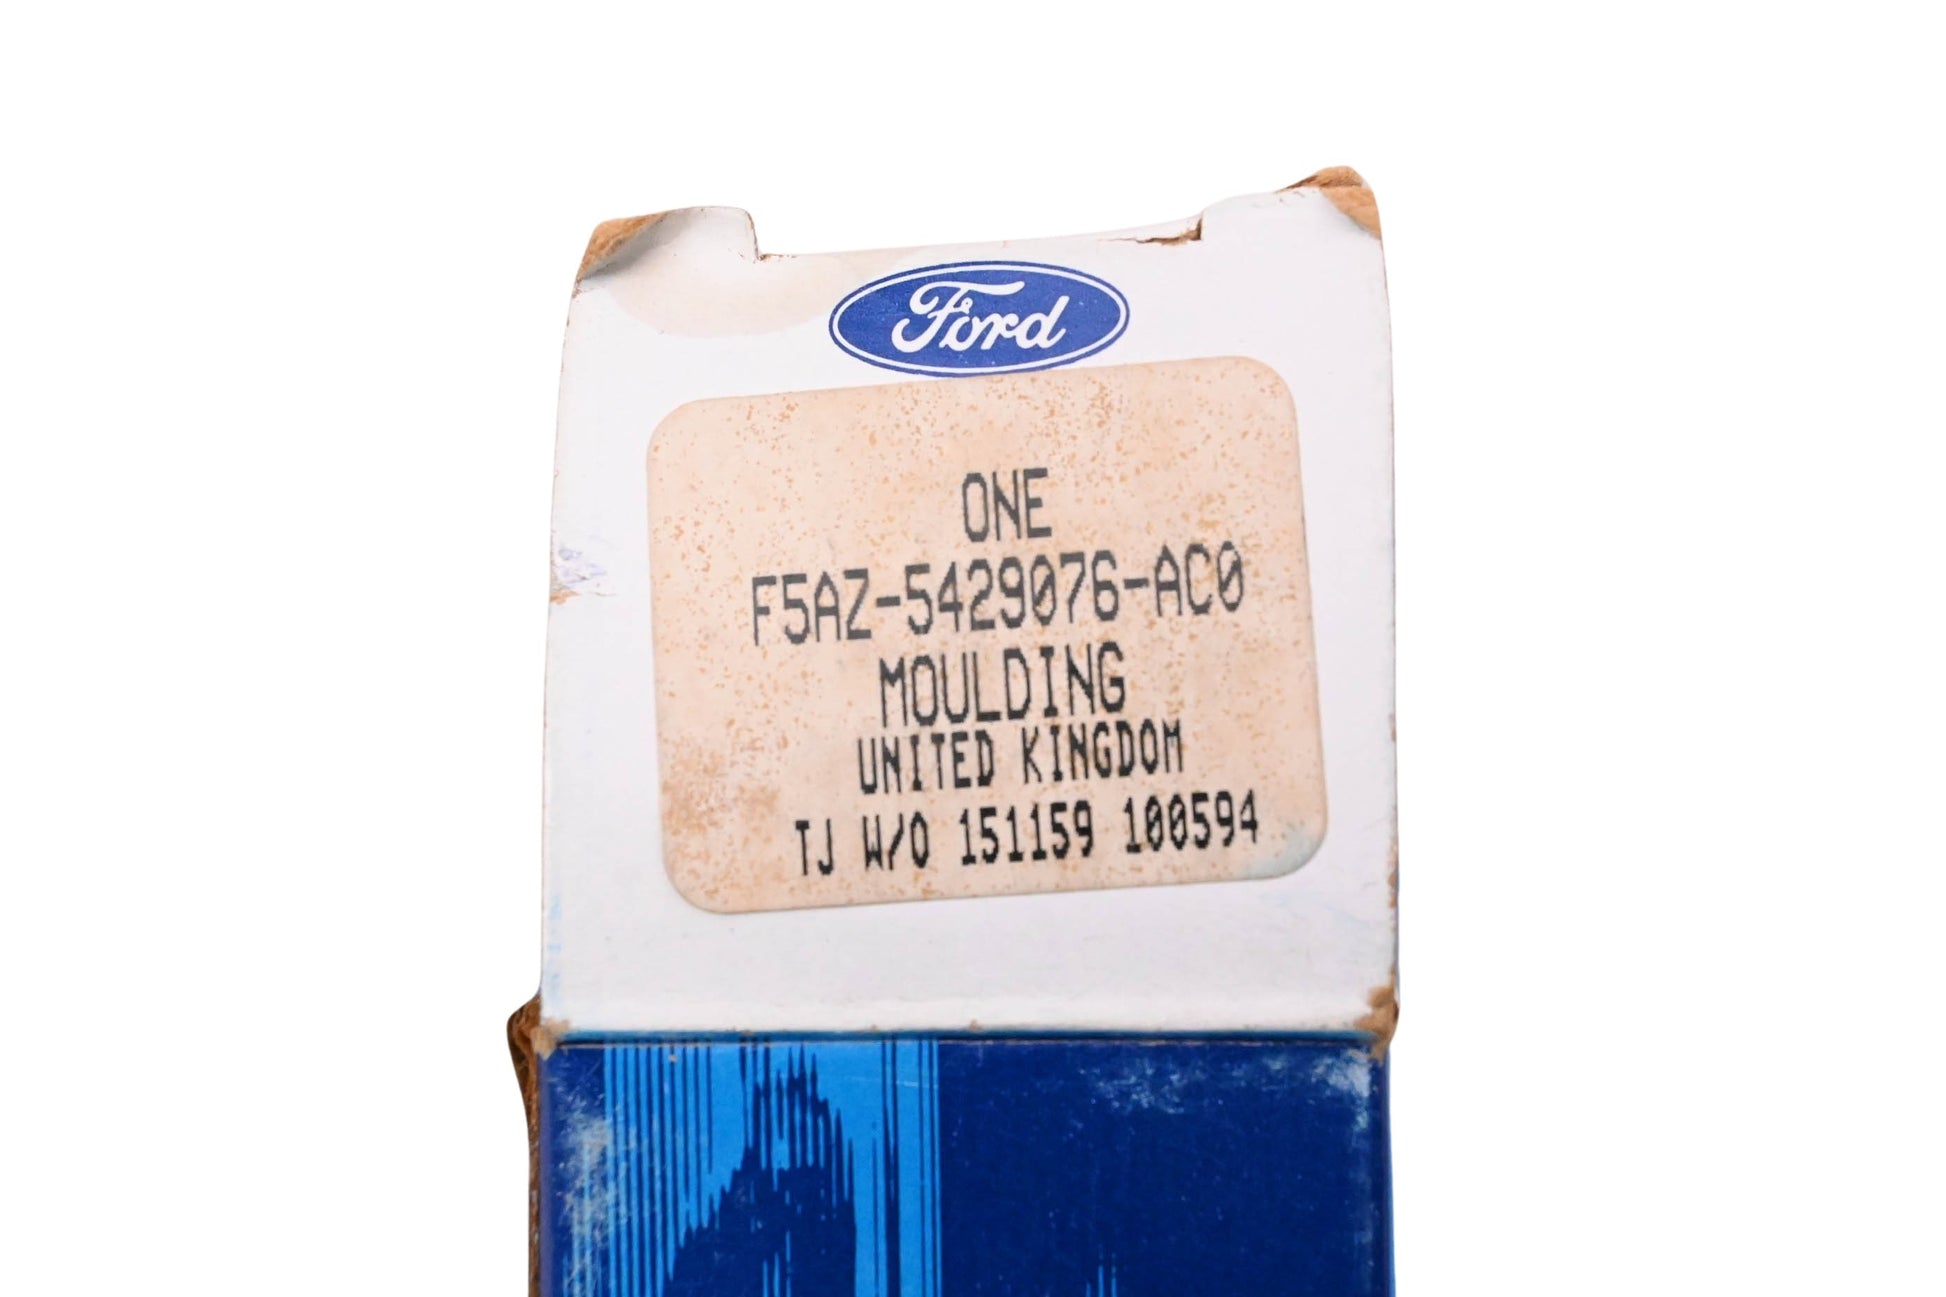 Ford
ONE
F5AZ-5429076-AC0
MOULDING
UNITED KINGDOM
TJ W/O 151159 100594